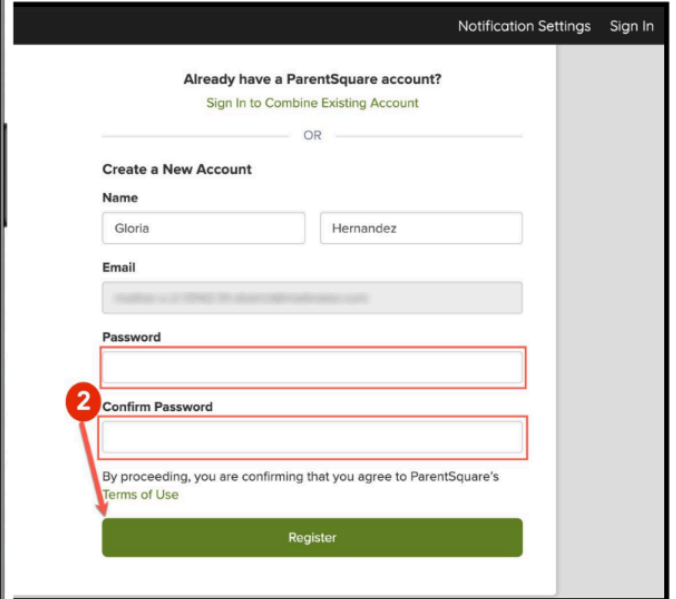 Notification Settings Sign In
Already have a ParentSquare account?
Sign In to Combine Existing Account
OR
Create a New Account
Name
Gloria Hernandez
Email
Password
2
Confirm Password
By proceeding, you are confirming that you agree to ParentSquare's
Terms of Use
Register